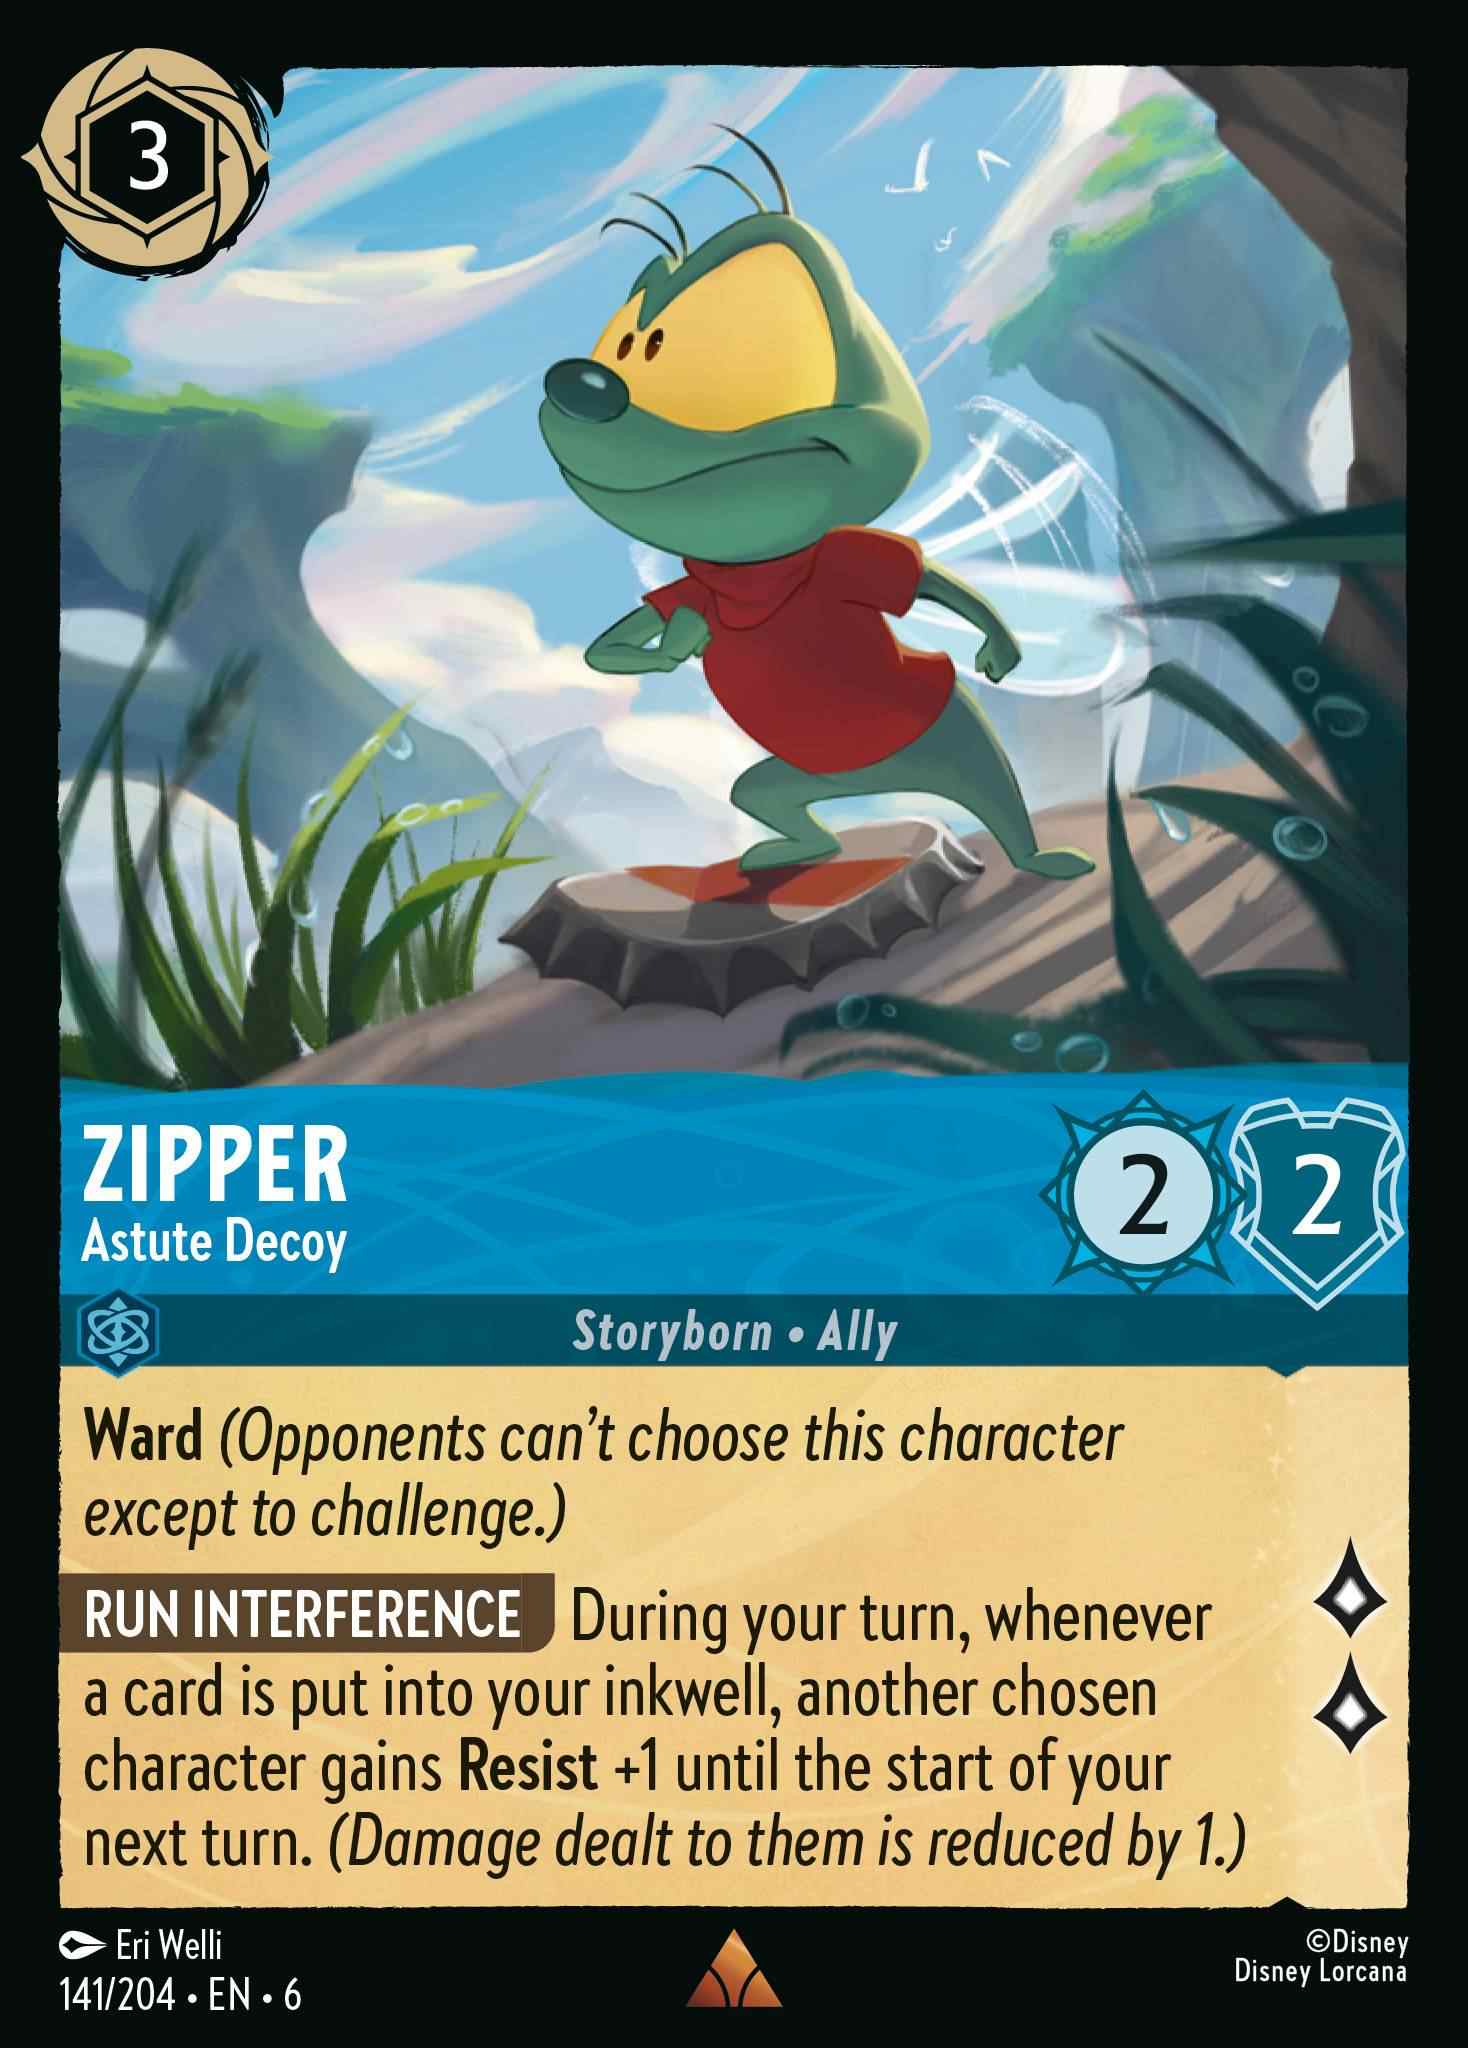 3
ZIPPER
Astute Decoy
2
2
Storyborn • Ally
Ward (Opponents can’t choose this character
except to challenge.)
RUN INTERFERENCE During your turn, whenever
a card is put into your inkwell, another chosen
character gains Resist +1 until the start of your
next turn. (Damage dealt to them is reduced by 1.)
Eri Welli
141/204 • EN • 6
©Disney
Disney Lorcana